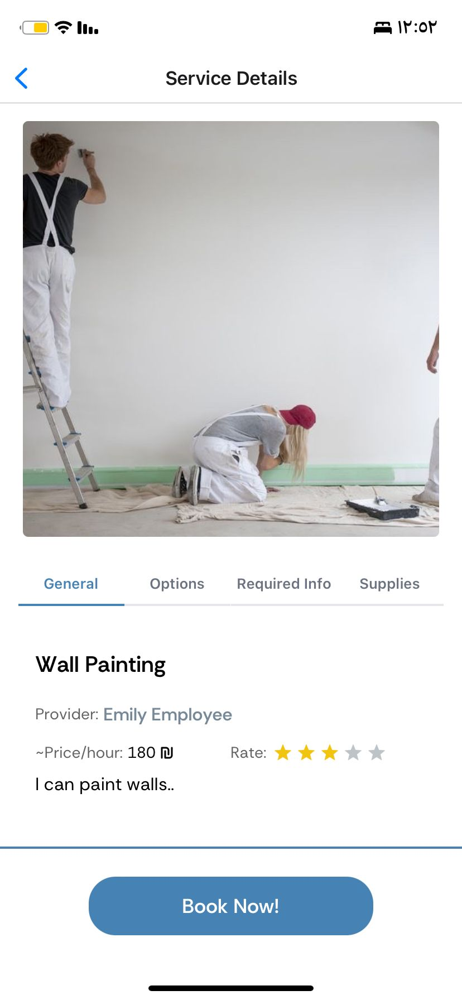 ١٢:٥٢
Service Details
General Options Required Info Supplies
Wall Painting
Provider: Emily Employee
~Price/hour: 180 ₪ Rate:
I can paint walls..
Book Now!